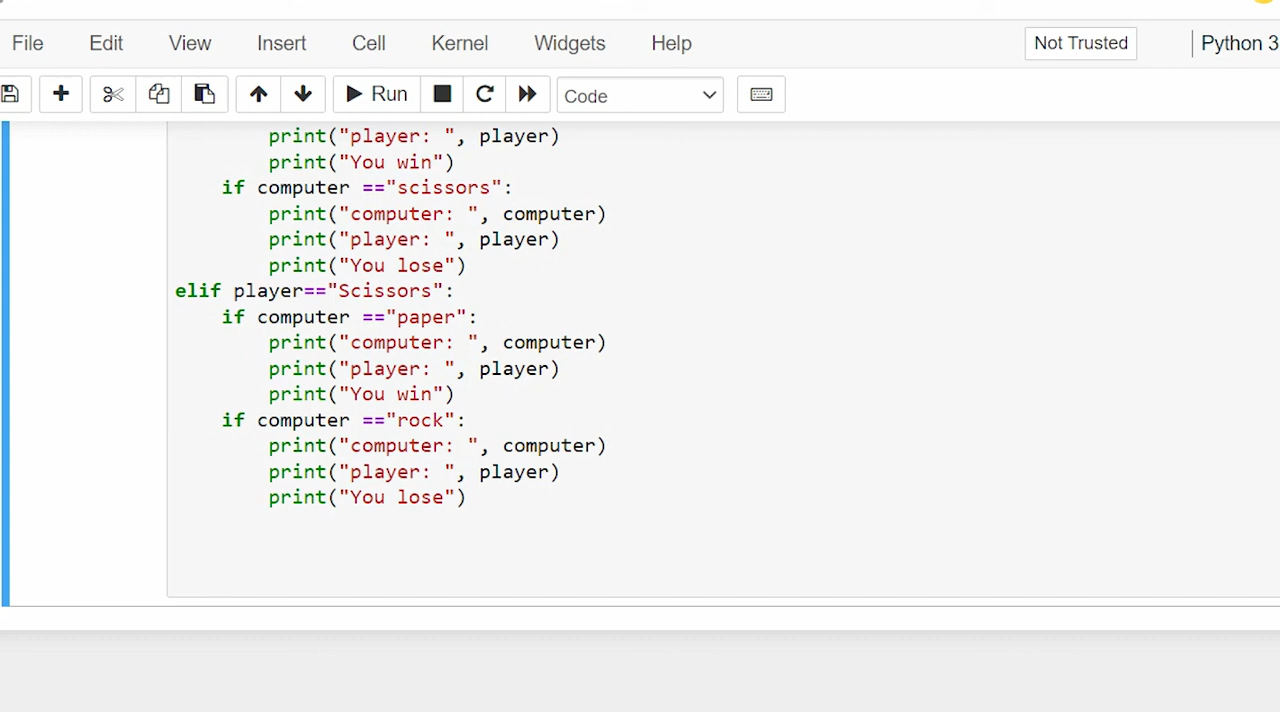 File Edit View Insert Cell Kernel Widgets Help Not Trusted Python 3
Run Code
        print("player: ", player)
        print("You win")
    if computer =="scissors":
        print("computer: ", computer)
        print("player: ", player)
        print("You lose")
elif player=="Scissors":
    if computer =="paper":
        print("computer: ", computer)
        print("player: ", player)
        print("You win")
    if computer =="rock":
        print("computer: ", computer)
        print("player: ", player)
        print("You lose")